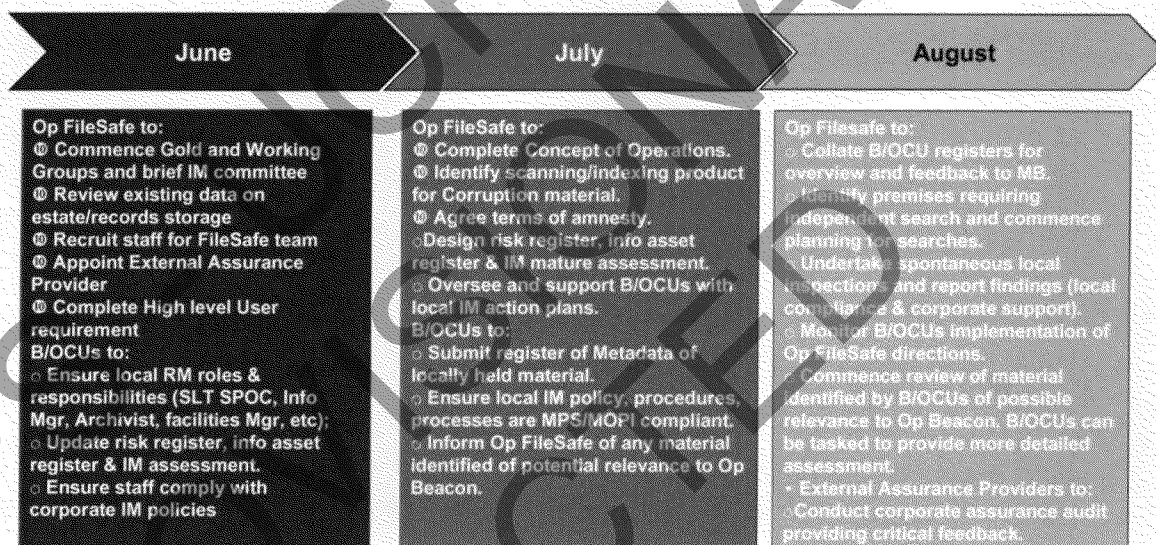 June
July
August
Op FileSafe to:
⑩ Commence Gold and Working
Groups and brief IM committee
⑩ Review existing data on
estate/records storage
⑩ Recruit staff for FileSafe team
⑩ Appoint External Assurance
Provider
⑩ Complete High level User
requirement
B/OCUs to:
○ Ensure local RM roles &
responsibilities (SLT SPOC, Info
Mgr, Archivist, facilities Mgr, etc);
○ Update risk register, info asset
register & IM assessment.
○ Ensure staff comply with
corporate IM policies
Op FileSafe to:
⑩ Complete Concept of Operations.
⑩ Identify scanning/indexing product
for Corruption material.
⑩ Agree terms of amnesty.
○Design risk register, info asset
register & IM mature assessment.
○ Oversee and support B/OCUs with
local IM action plans.
B/OCUs to:
○ Submit register of Metadata of
locally held material.
○ Ensure local IM policy, procedures,
processes are MPS/MOPI compliant.
○ Inform Op FileSafe of any material
identified of potential relevance to Op
Beacon.
Op Filesafe to:
○ Collate B/OCU registers for
overview and feedback to MB.
○ Identify premises requiring
independent search and commence
planning for searches.
○ Undertake spontaneous local
inspections and report findings (local
compliance & corporate support).
○ Monitor B/OCUs implementation of
Op FileSafe directions.
○ Commence review of material
identified by B/OCUs of possible
relevance to Op Beacon. B/OCUs can
be tasked to provide more detailed
assessment.
• External Assurance Providers to:
○Conduct corporate assurance audit
providing critical feedback.